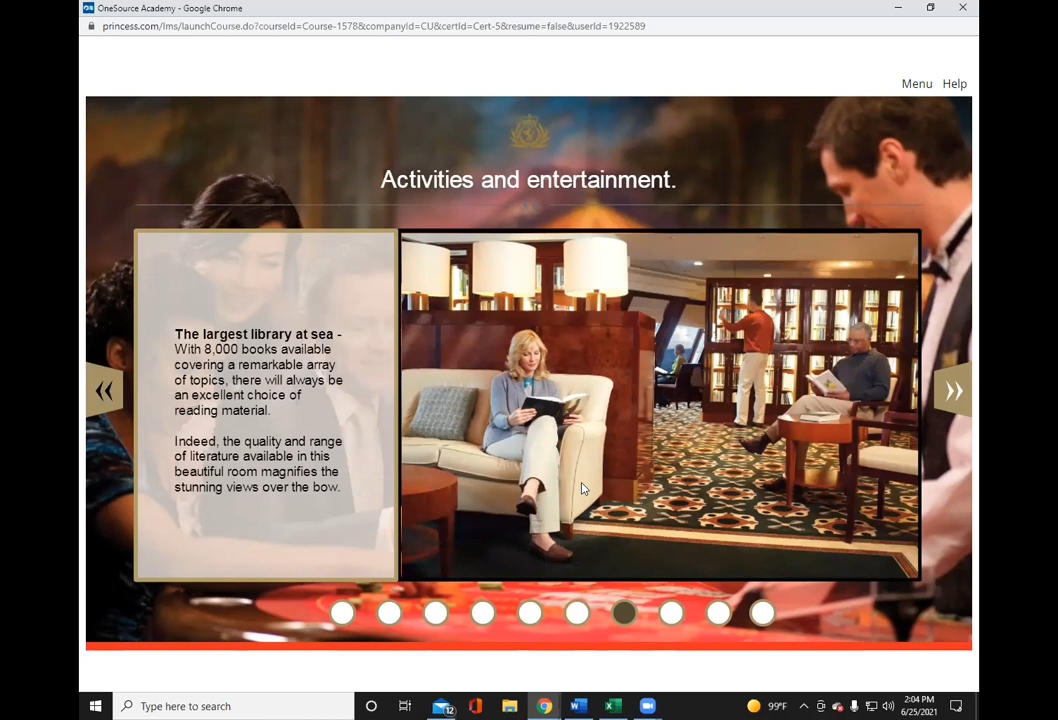 OneSource Academy - Google Chrome
princess.com/lms/launchCourse.do?courseId=Course-1578&companyId=CU&certId=Cert-5&resume=false&userId=1922589
Menu Help
Activities and entertainment.
The largest library at sea -
With 8,000 books available
covering a remarkable array
of topics, there will always be
an excellent choice of
reading material.
Indeed, the quality and range
of literature available in this
beautiful room magnifies the
stunning views over the bow.
Type here to search
12
99°F
2:04 PM
6/25/2021